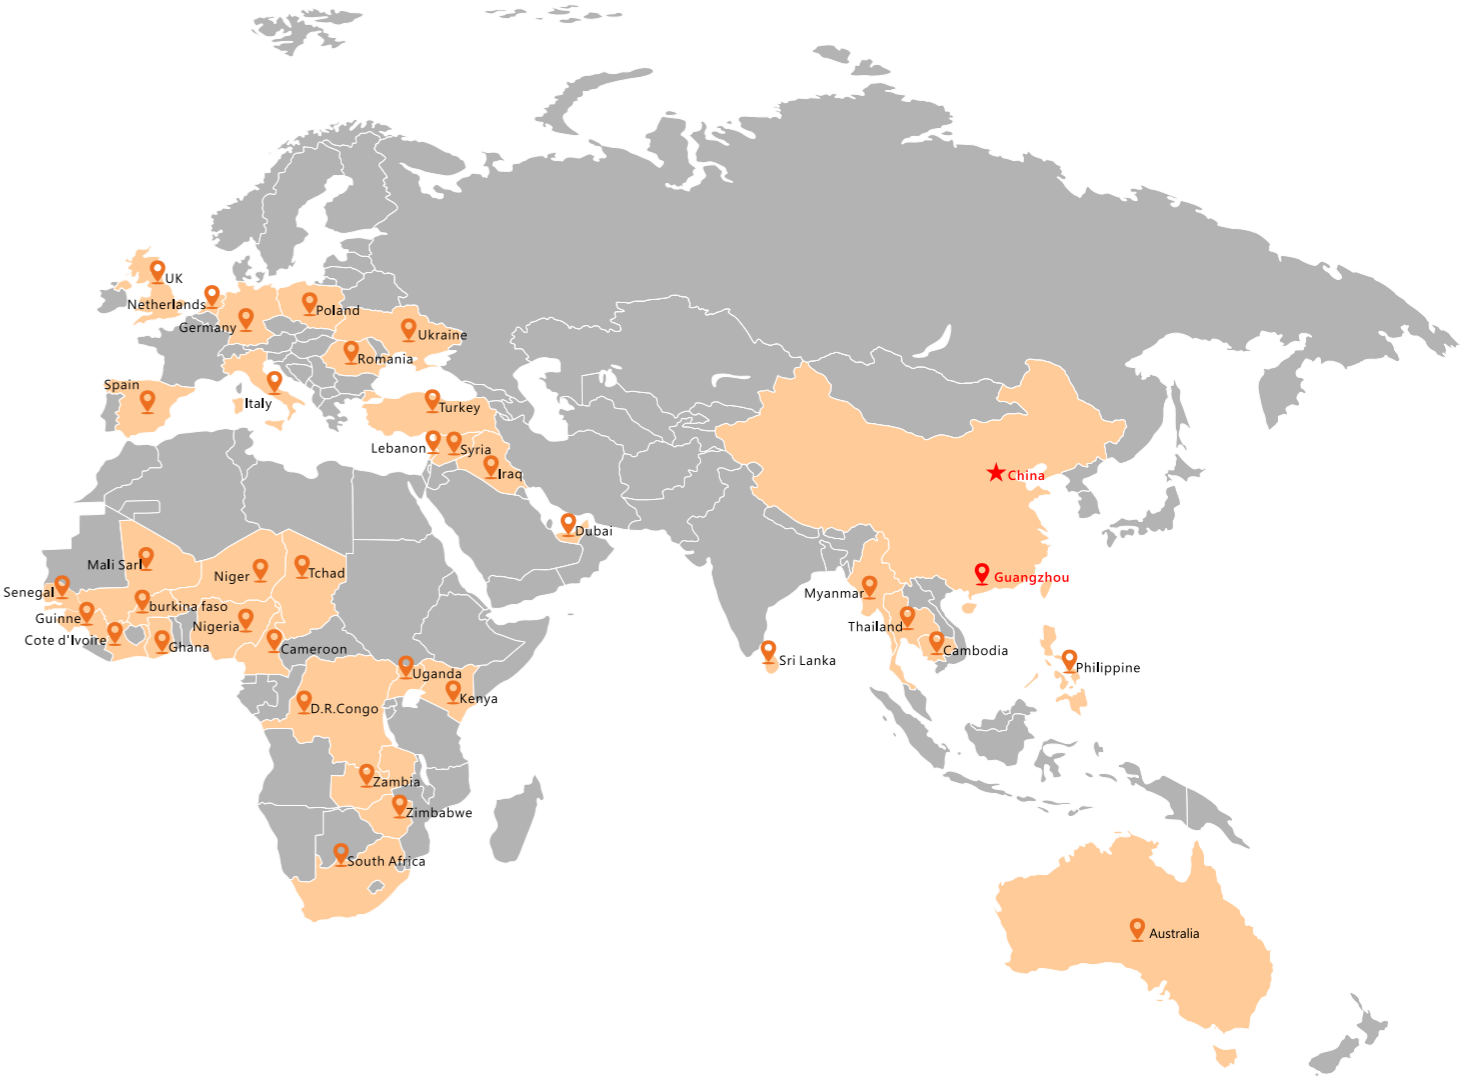 UK
Netherlands
Poland
Germany
Ukraine
Romania
Spain
Italy
Turkey
Lebanon
Syria
Iraq
China
Dubai
Mali Sarl
Niger
Tchad
Guangzhou
Senegal
Myanmar
burkina faso
Guinne
Nigeria
Thailand
Cote d'Ivoire
Ghana
Cameroon
Cambodia
Sri Lanka
Philippine
Uganda
Kenya
D.R.Congo
Zambia
Zimbabwe
South Africa
Australia